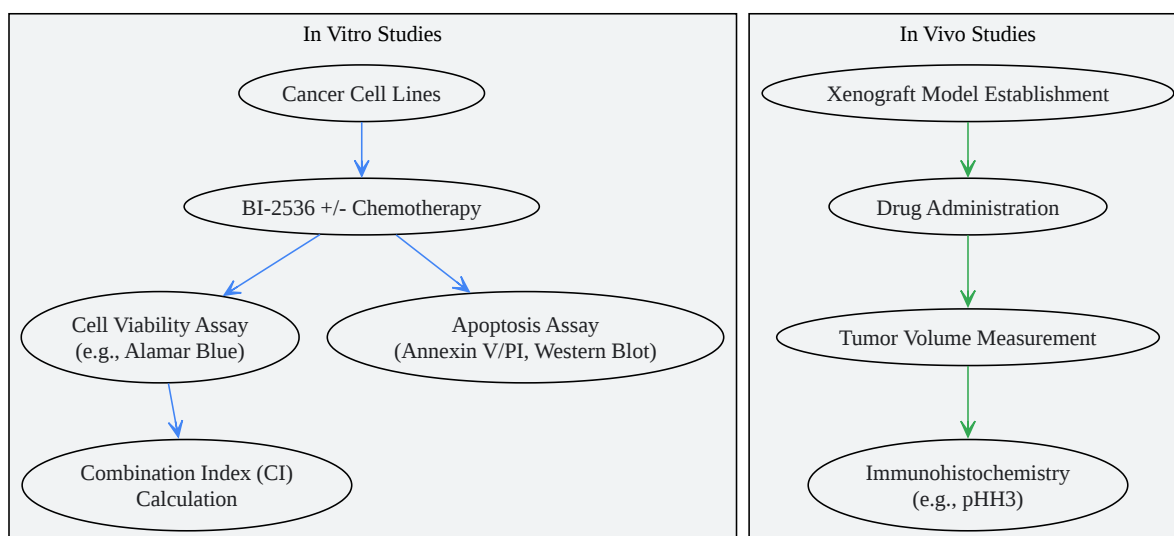 In Vitro Studies
Cancer Cell Lines
BI-2536 +/- Chemotherapy
Cell Viability Assay
(e.g., Alamar Blue)
Apoptosis Assay
(Annexin V/PI, Western Blot)
Combination Index (CI)
Calculation
In Vivo Studies
Xenograft Model Establishment
Drug Administration
Tumor Volume Measurement
Immunohistochemistry
(e.g., pHH3)